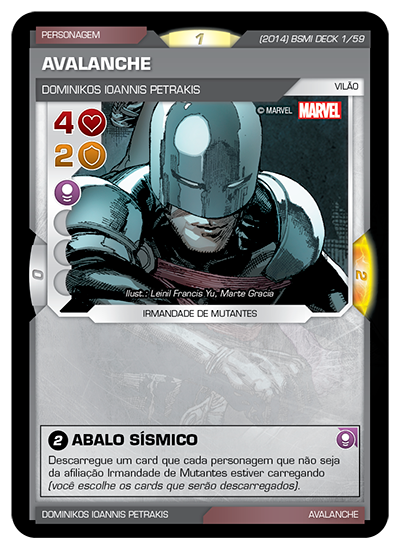 PERSONAGEM
1
(2014) BSMI DECK 1/59
AVALANCHE
DOMINIKOS IOANNIS PETRAKIS
VILÃO
© MARVEL MARVEL
4
2
0
2
Ilust.: Leinil Francis Yu, Marte Gracia
IRMANDADE DE MUTANTES
2 ABALO SÍSMICO
Descarregue um card que cada personagem que não seja
da afiliação Irmandade de Mutantes estiver carregando
(você escolhe os cards que serão descarregados).
DOMINIKOS IOANNIS PETRAKIS
AVALANCHE